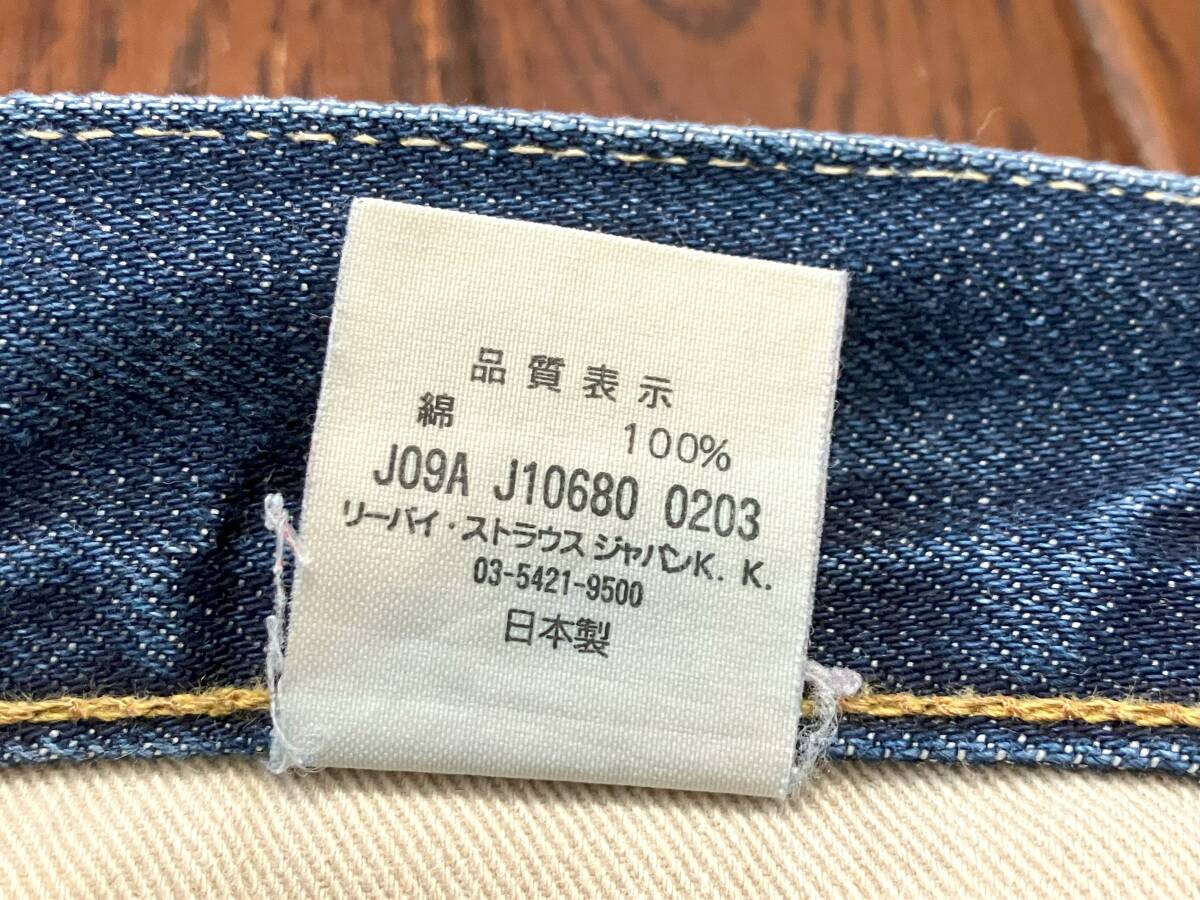 品質表示
綿 100%
J09A J10680 0203
リーバイ・ストラウス ジャパンK. K.
03-5421-9500
日本製